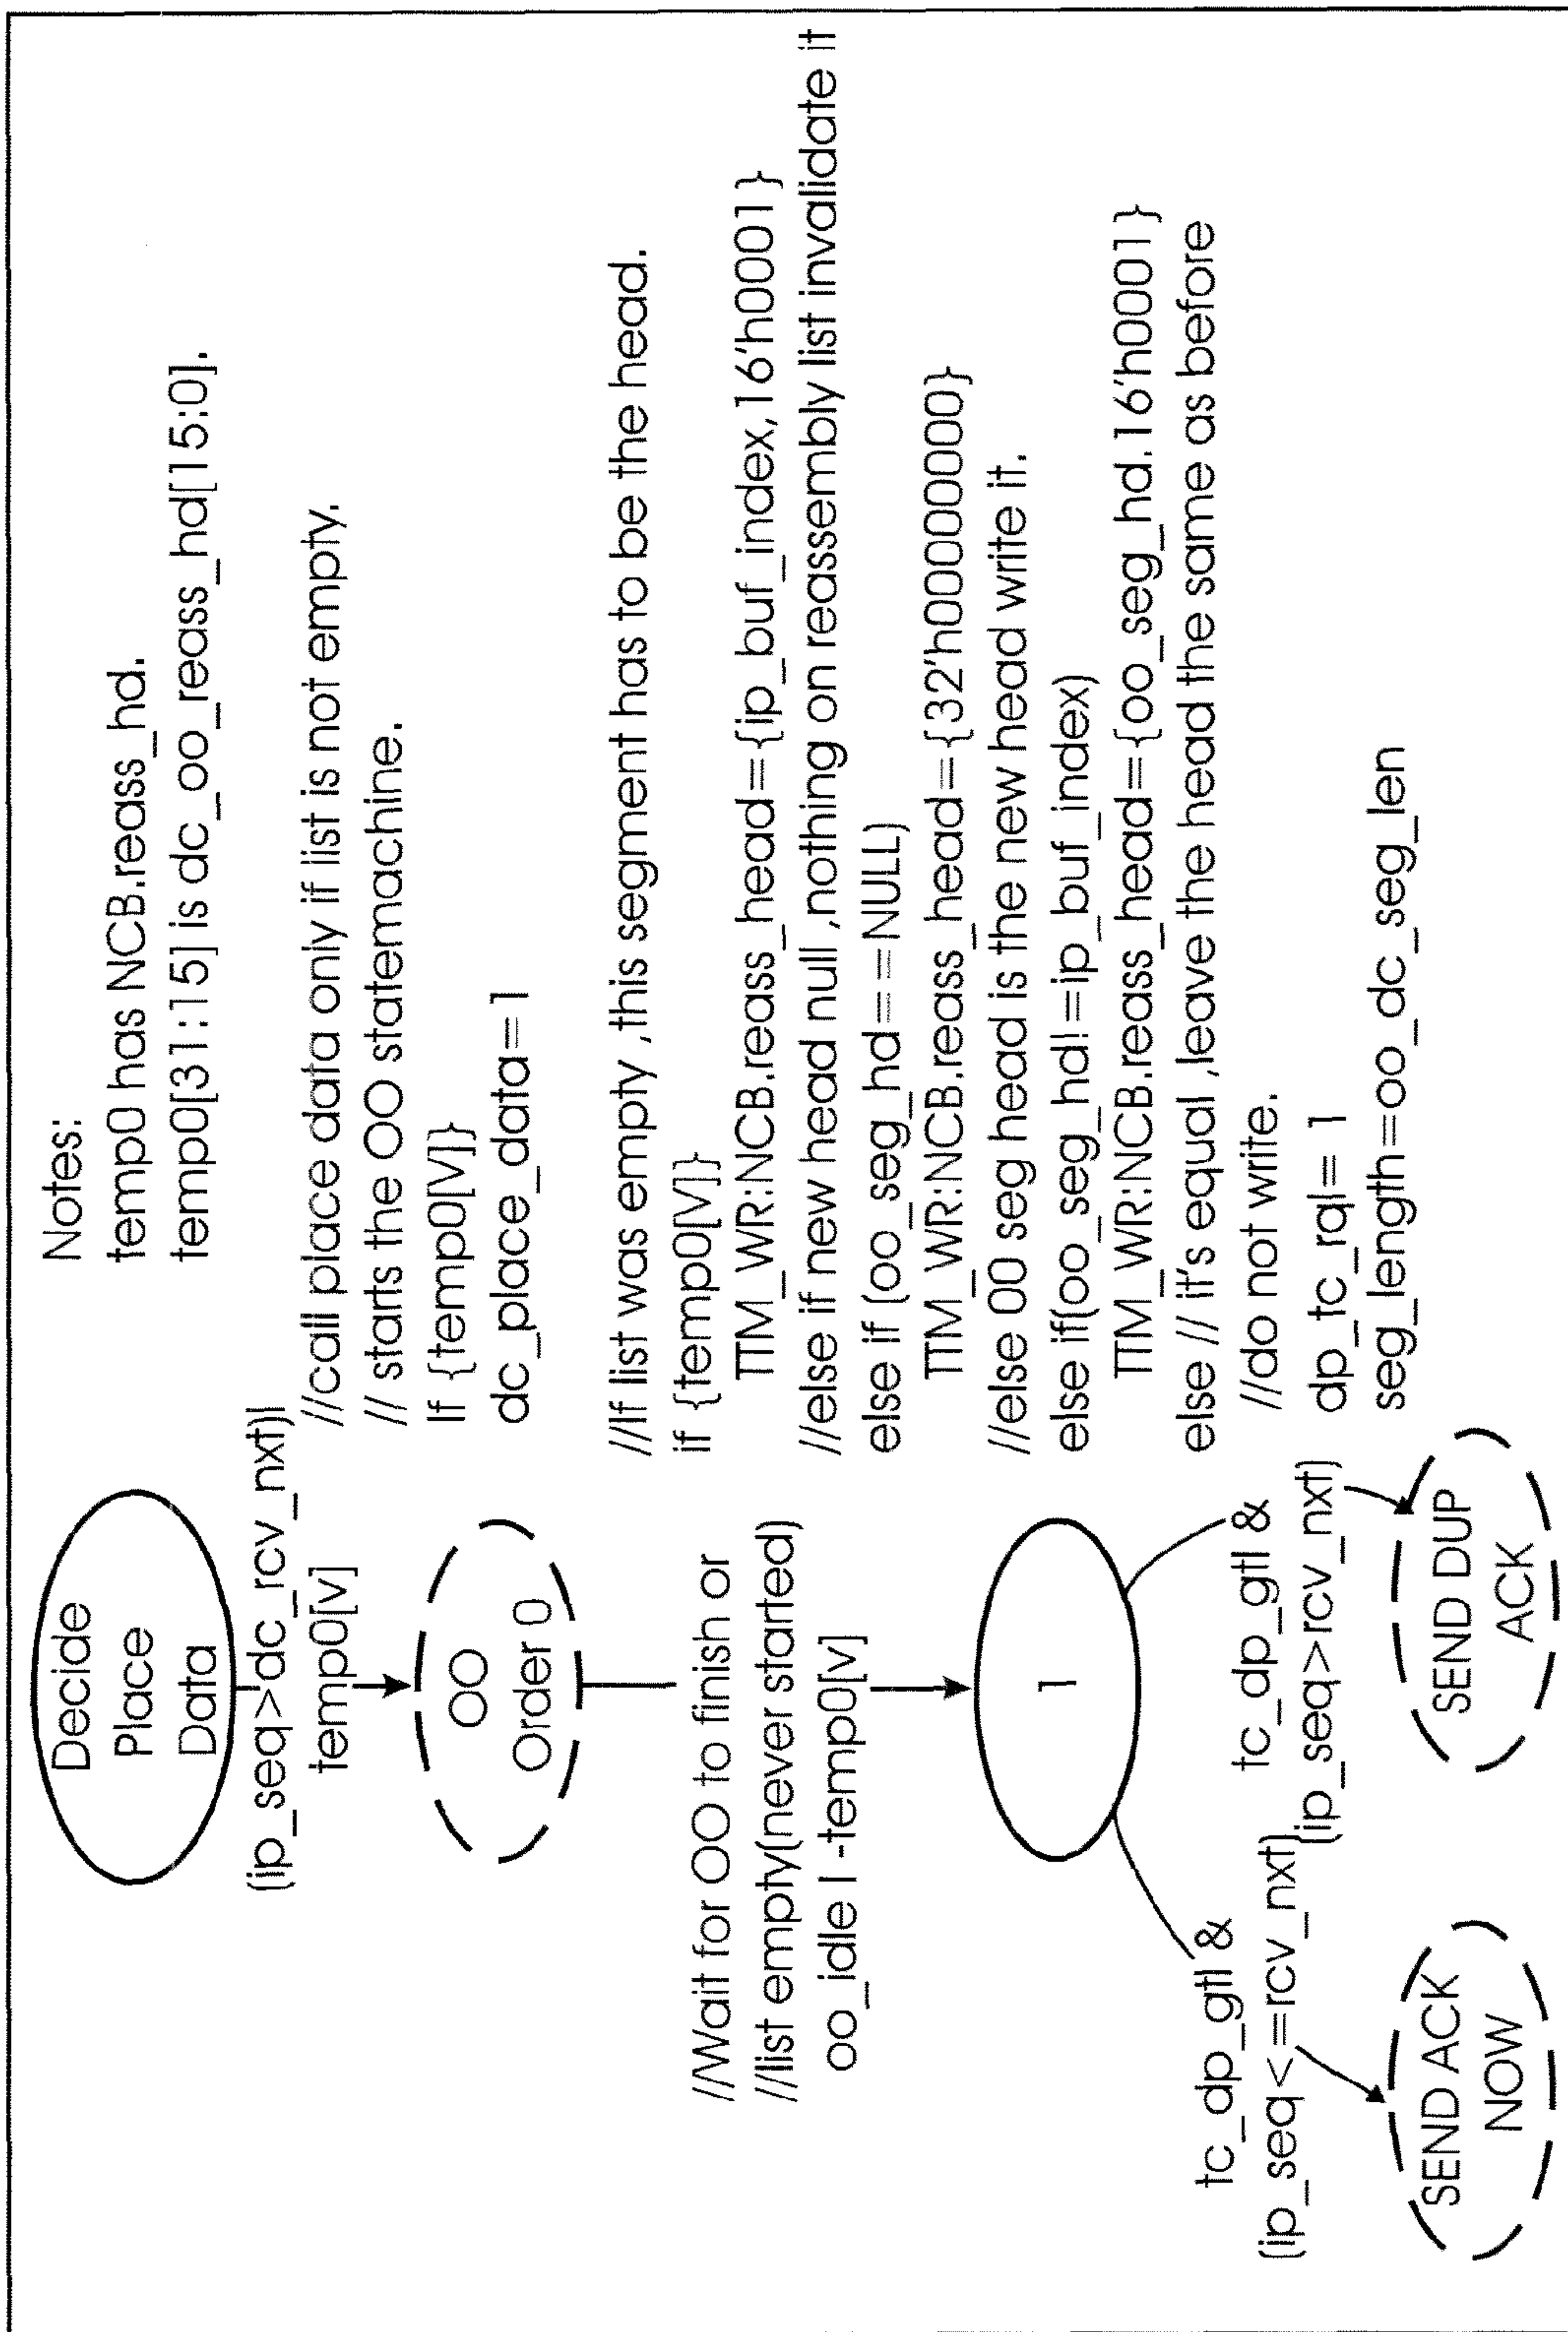 Notes:
temp0 has NCB.reass_hd.
temp0[31:15] is dc_oo_reass_hd[15:0].
Decide
Place
Data
(ip_seq>dc_rcv_nxt)|
temp0[v]
//call place data only if list is not empty.
// starts the OO statemachine.
If {temp0[V]}
dc_place_data=1
OO
Order 0
//Wait for OO to finish or
//list empty(never started)
oo_idle I -temp0[v]
//If list was empty ,this segment has to be the head.
if {temp0[V]}
TTM_WR:NCB.reass_head={ip_buf_index,16'h0001}
//else if new head null ,nothing on reassembly list invalidate it
else if (oo_seg_hd==NULL)
TTM_WR:NCB.reass_head={32'h00000000}
//else 00 seg head is the new head write it.
else if(oo_seg_hd!=ip_buf_index)
TTM_WR:NCB.reass_head={oo_seg_hd.16'h0001}
else // it's equal ,leave the head the same as before
//do not write.
dp_tc_rql= 1
seg_length=oo_dc_seg_len
1
tc_dp_gtl &
(ip_seq<=rcv_nxt)
tc_dp_gtl &
(ip_seq>rcv_nxt)
SEND ACK
NOW
SEND DUP
ACK